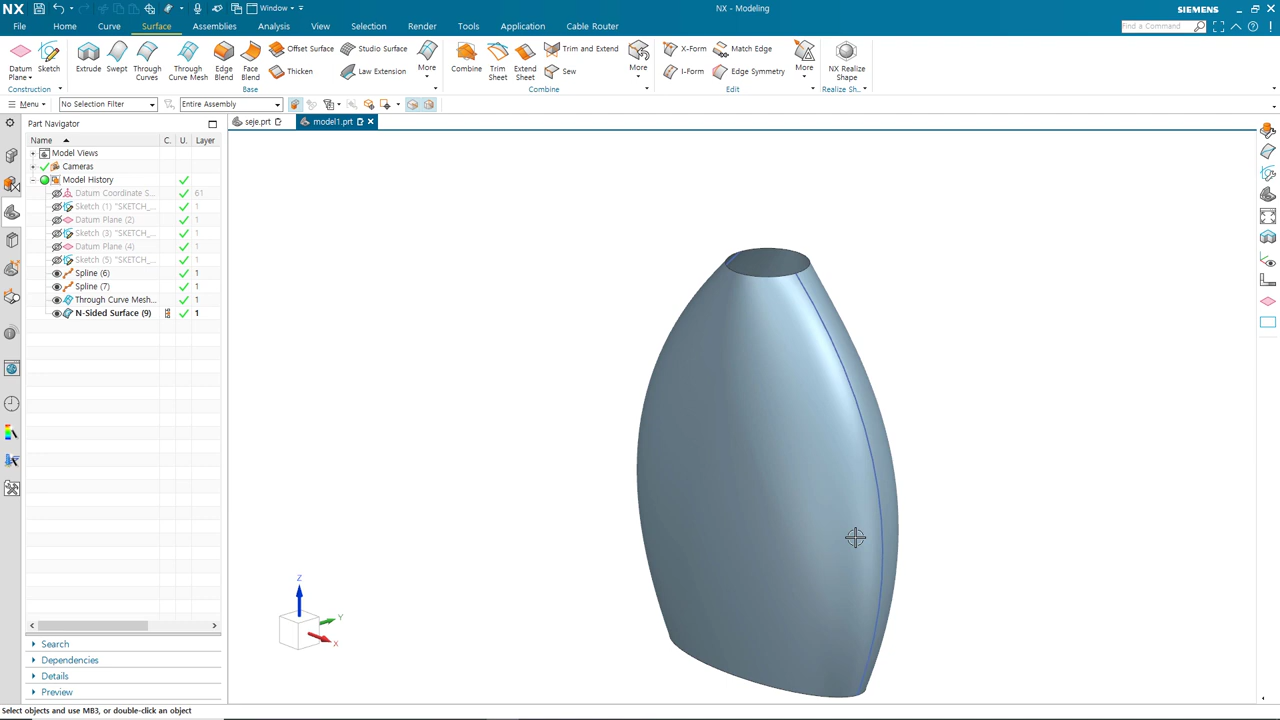 NX
Window
NX - Modeling
SIEMENS
File
Home
Curve
Surface
Assemblies
Analysis
View
Selection
Render
Tools
Application
Cable Router
Find a Command
Datum
Plane
Sketch
Extrude
Swept
Through
Curves
Through
Curve Mesh
Edge
Blend
Face
Blend
Offset Surface
Thicken
Studio Surface
Law Extension
More
Combine
Trim
Sheet
Extend
Sheet
Trim and Extend
Sew
More
X-Form
I-Form
Match Edge
Edge Symmetry
More
NX Realize
Shape
Construction
Base
Combine
Edit
Realize Sh...
Menu
No Selection Filter
Entire Assembly
Part Navigator
seje.prt
model1.prt
Name
C.
U.
Layer
Model Views
Cameras
Model History
Datum Coordinate S...
61
Sketch (1) "SKETCH_...
1
Datum Plane (2)
1
Sketch (3) "SKETCH_...
1
Datum Plane (4)
1
Sketch (5) "SKETCH_...
1
Spline (6)
1
Spline (7)
1
Through Curve Mesh...
1
N-Sided Surface (9)
1
Z
Y
X
Search
Dependencies
Details
Preview
Select objects and use MB3, or double-click an object